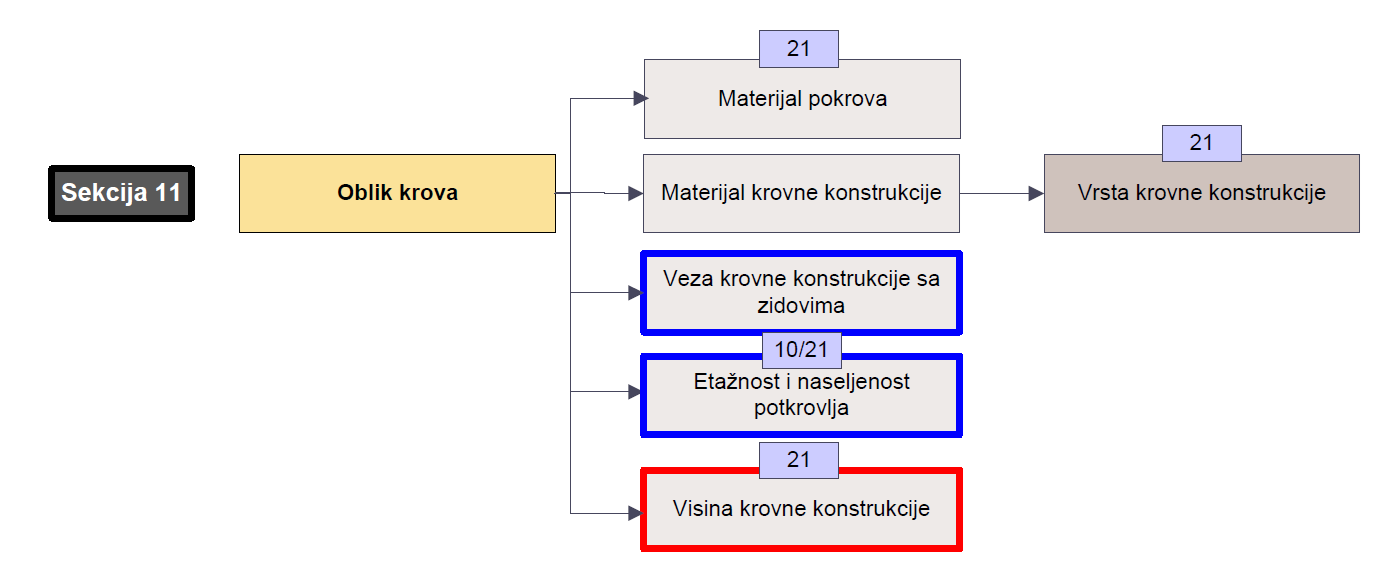 21
Materijal pokrova
21
Sekcija 11
Oblik krova
Materijal krovne konstrukcije
Vrsta krovne konstrukcije
Veza krovne konstrukcije sa
zidovima
10/21
Etažnost i naseljenost
potkrovlja
21
Visina krovne konstrukcije